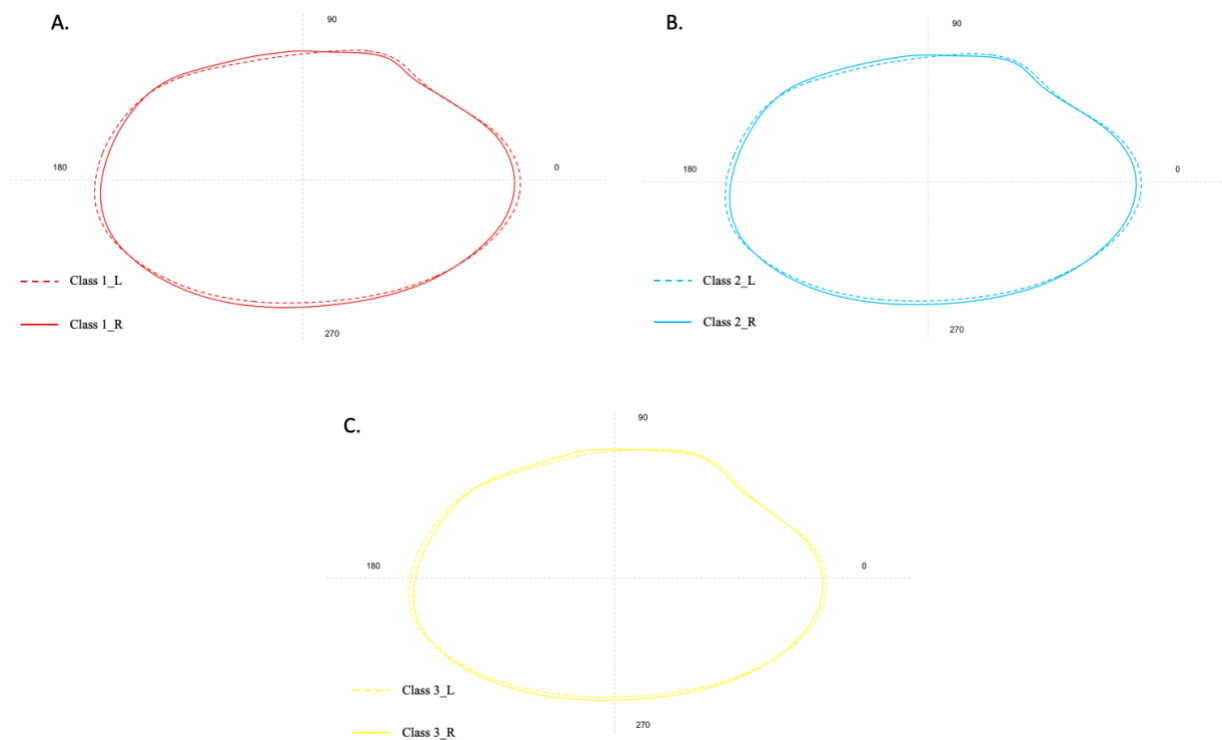 A.
90
180
0
Class 1_L
Class 1_R
270
B.
90
180
0
Class 2_L
Class 2_R
270
C.
90
180
0
Class 3_L
Class 3_R
270